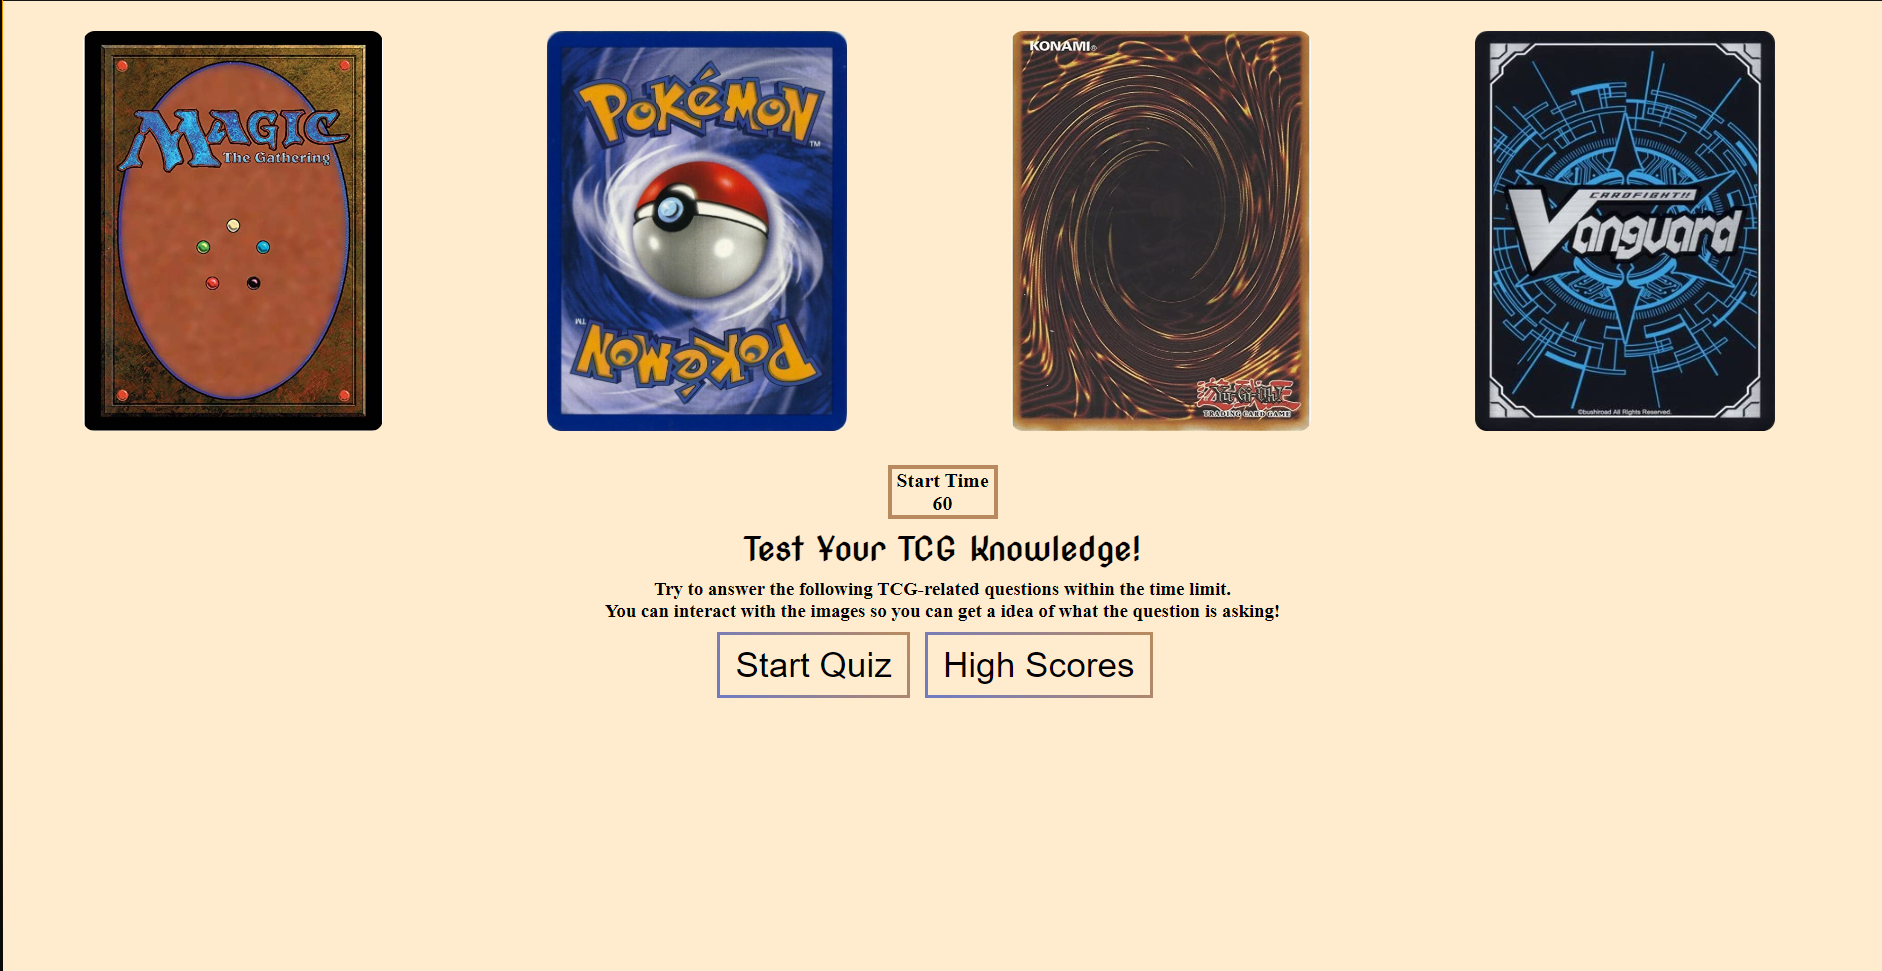 MAGIC
The Gathering
POKéMON
TM
TM
POKéMON
KONAMI®
遊戯王
Yu-Gi-Oh!
TRADING CARD GAME
CARDFIGHT!!
Vanguard
©bushiroad All Rights Reserved.
Start Time
60
Test Your TCG Knowledge!
Try to answer the following TCG-related questions within the time limit.
You can interact with the images so you can get a idea of what the question is asking!
Start Quiz
High Scores